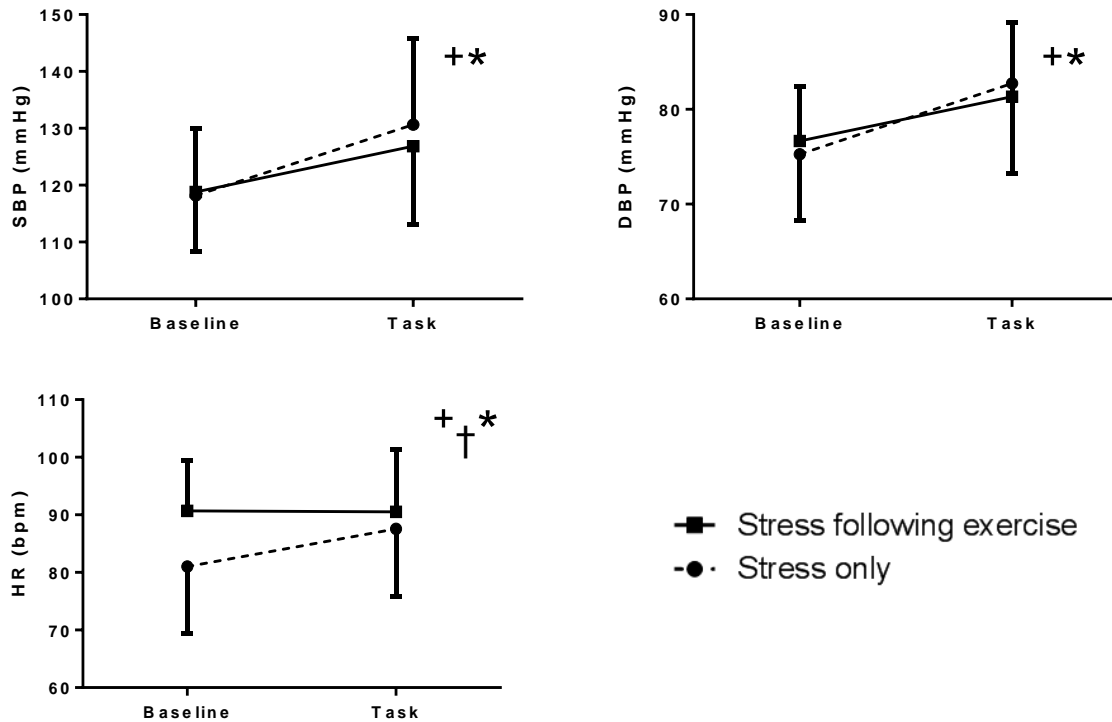 SBP (mmHg)
150
140
130
120
110
100
+*
Baseline Task
DBP (mmHg)
90
80
70
60
+*
Baseline Task
HR (bpm)
110
100
90
80
70
60
+†*
Baseline Task
Stress following exercise
Stress only